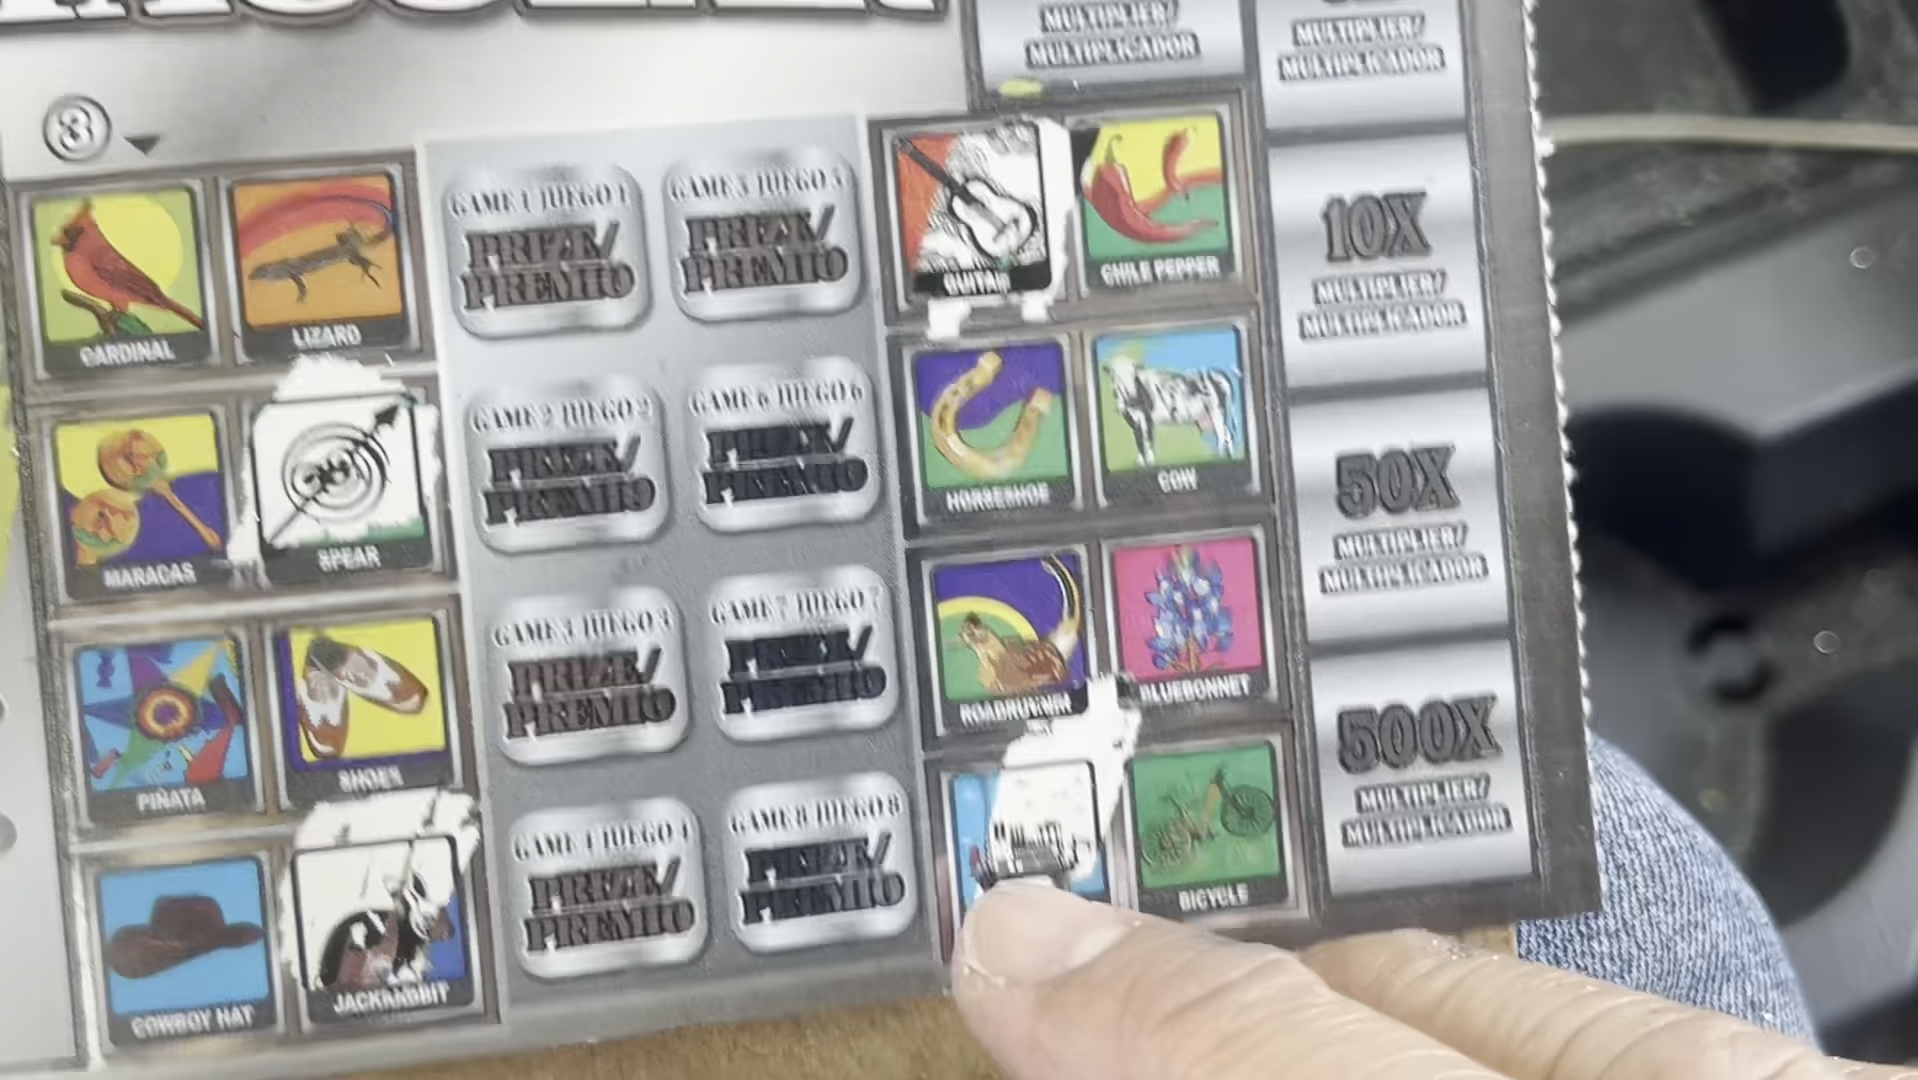 MULTIPLIER/
MULTIPLICADOR
MULTIPLIER/
MULTIPLICADOR
3
CARDINAL
LIZARD
MARACAS
SPEAR
PIÑATA
SHOES
COWBOY HAT
JACKRABBIT
GAME 1 JUEGO 1
PRIZE/
PREMIO
GAME 5 JUEGO 5
PRIZE/
PREMIO
GAME 2 JUEGO 2
PRIZE/
PREMIO
GAME 6 JUEGO 6
PRIZE/
PREMIO
GAME 3 JUEGO 3
PRIZE/
PREMIO
GAME 7 JUEGO 7
PRIZE/
PREMIO
GAME 4 JUEGO 4
PRIZE/
PREMIO
GAME 8 JUEGO 8
PRIZE/
PREMIO
GUITAR
CHILE PEPPER
HORSESHOE
COW
ROADRUNNER
BLUEBONNET
BICYCLE
10X
MULTIPLIER/
MULTIPLICADOR
50X
MULTIPLIER/
MULTIPLICADOR
500X
MULTIPLIER/
MULTIPLICADOR